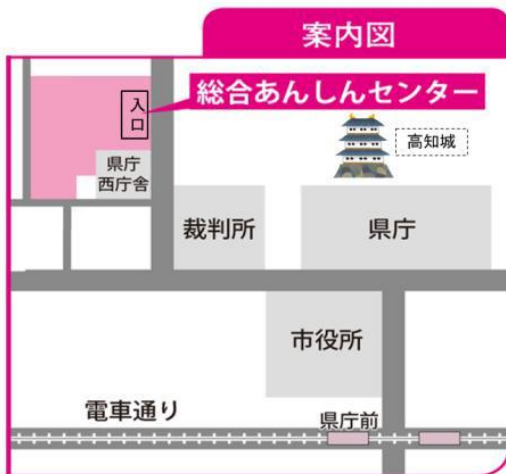 案内図
総合あんしんセンター
入口
高知城
県庁
西庁舎
裁判所
県庁
市役所
電車通り
県庁前